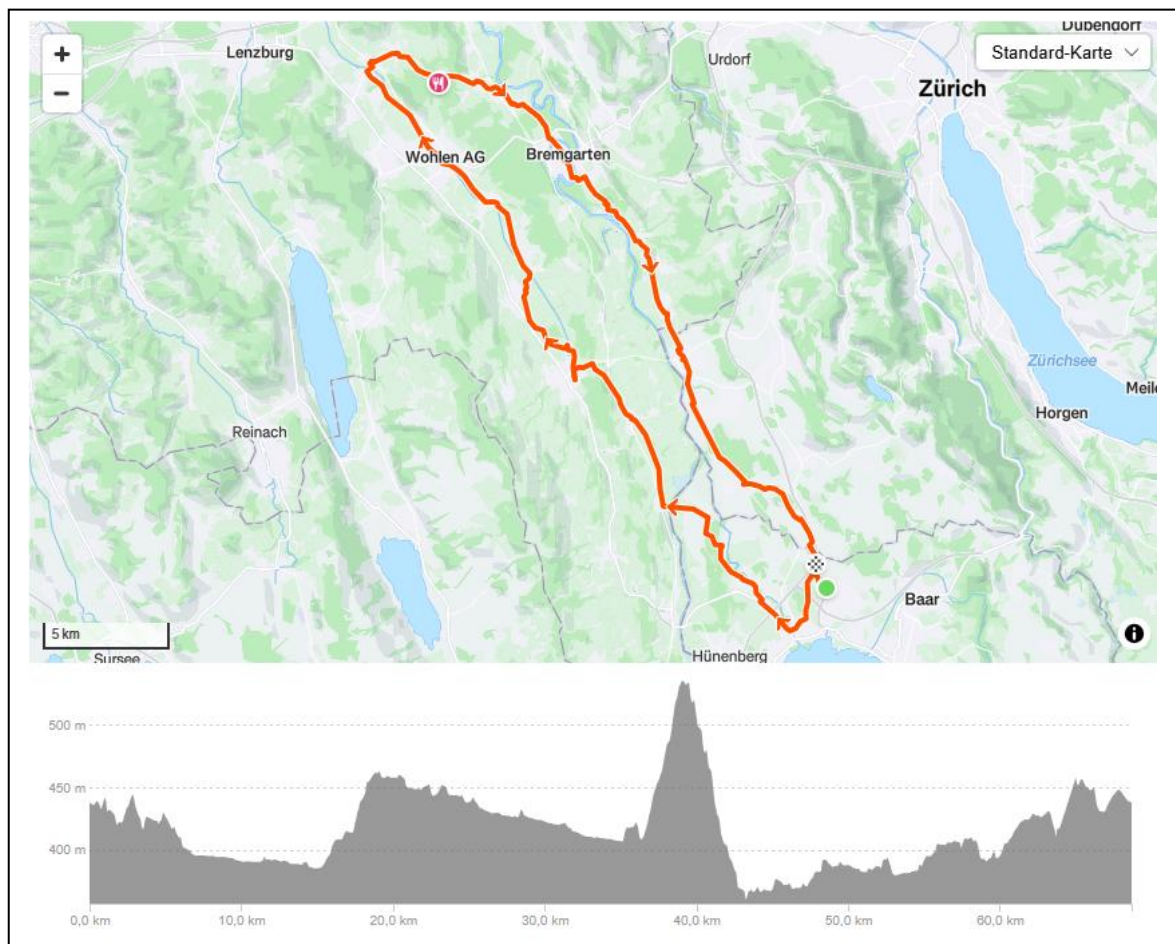 Dübendorf
+
Lenzburg
Urdorf
Standard-Karte
−
Zürich
Wohlen AG
Bremgarten
Zürichsee
Horgen
Reinach
Baar
5 km
Hünenberg
Sursee
500 m
450 m
400 m
0,0 km
10,0 km
20,0 km
30,0 km
40,0 km
50,0 km
60,0 km